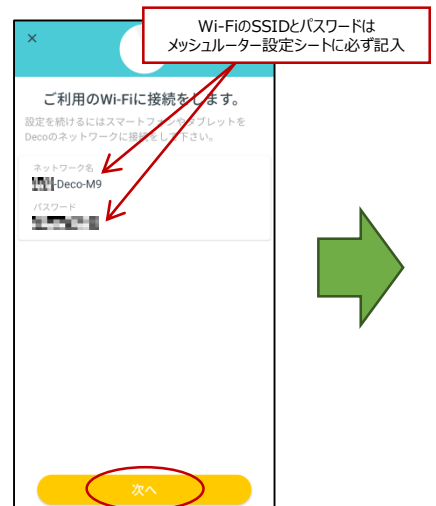 Wi-FiのSSIDとパスワードは
メッシュルーター設定シートに必ず記入
ご利用のWi-Fiに接続をします。
設定を続けるにはスマートフォンやタブレットを
Decoのネットワークに接続をして下さい。
ネットワーク名
-Deco-M9
パスワード
次へ